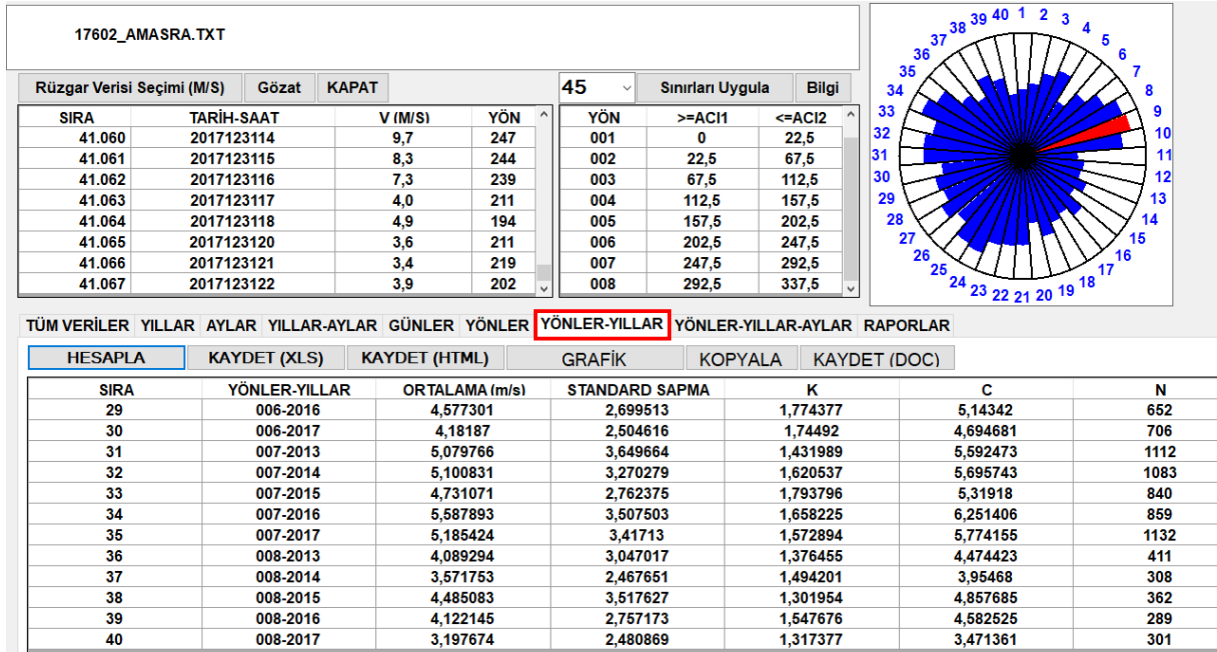 17602_AMASRA.TXT
Rüzgar Verisi Seçimi (M/S) Gözat KAPAT 45 Sınırları Uygula Bilgi
SIRA TARİH-SAAT V (M/S) YÖN
41.060 2017123114 9,7 247
41.061 2017123115 8,3 244
41.062 2017123116 7,3 239
41.063 2017123117 4,0 211
41.064 2017123118 4,9 194
41.065 2017123120 3,6 211
41.066 2017123121 3,4 219
41.067 2017123122 3,9 202
YÖN >=ACI1 <=ACI2
001 0 22,5
002 22,5 67,5
003 67,5 112,5
004 112,5 157,5
005 157,5 202,5
006 202,5 247,5
007 247,5 292,5
008 292,5 337,5
1 2 3 4 5 6 7 8 9 10 11 12 13 14 15 16 17 18 19 20 21 22 23 24 25 26 27 28 29 30 31 32 33 34 35 36 37 38 39 40
TÜM VERİLER YILLAR AYLAR YILLAR-AYLAR GÜNLER YÖNLER YÖNLER-YILLAR YÖNLER-YILLAR-AYLAR RAPORLAR
HESAPLA KAYDET (XLS) KAYDET (HTML) GRAFİK KOPYALA KAYDET (DOC)
SIRA YÖNLER-YILLAR ORTALAMA (m/s) STANDARD SAPMA K C N
29 006-2016 4,577301 2,699513 1,774377 5,14342 652
30 006-2017 4,18187 2,504616 1,74492 4,694681 706
31 007-2013 5,079766 3,649664 1,431989 5,592473 1112
32 007-2014 5,100831 3,270279 1,620537 5,695743 1083
33 007-2015 4,731071 2,762375 1,793796 5,31918 840
34 007-2016 5,587893 3,507503 1,658225 6,251406 859
35 007-2017 5,185424 3,41713 1,572894 5,774155 1132
36 008-2013 4,089294 3,047017 1,376455 4,474423 411
37 008-2014 3,571753 2,467651 1,494201 3,95468 308
38 008-2015 4,485083 3,517627 1,301954 4,857685 362
39 008-2016 4,122145 2,757173 1,547676 4,582525 289
40 008-2017 3,197674 2,480869 1,317377 3,471361 301